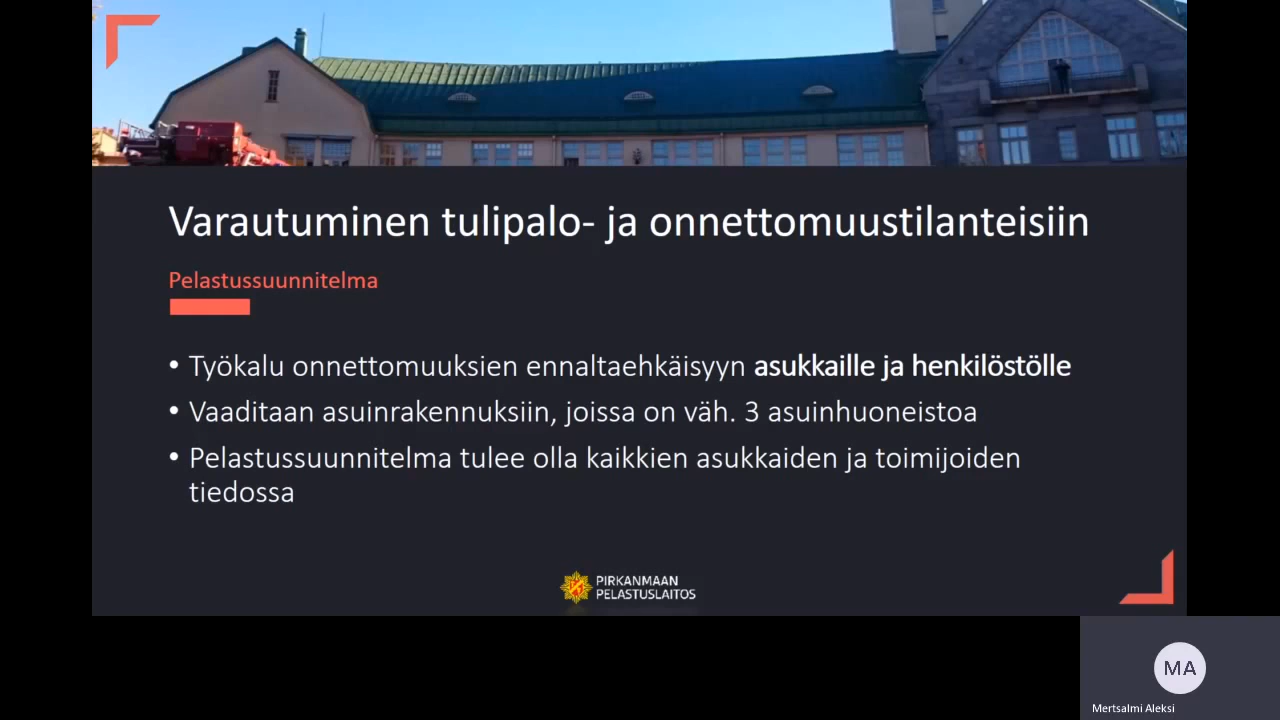 Varautuminen tulipalo- ja onnettomuustilanteisiin
Pelastussuunnitelma
• Työkalu onnettomuuksien ennaltaehkäisyyn asukkaille ja henkilöstölle
• Vaaditaan asuinrakennuksiin, joissa on väh. 3 asuinhuoneistoa
• Pelastussuunnitelma tulee olla kaikkien asukkaiden ja toimijoiden
tiedossa
PIRKANMAAN
PELASTUSLAITOS
MA
Mertsalmi Aleksi